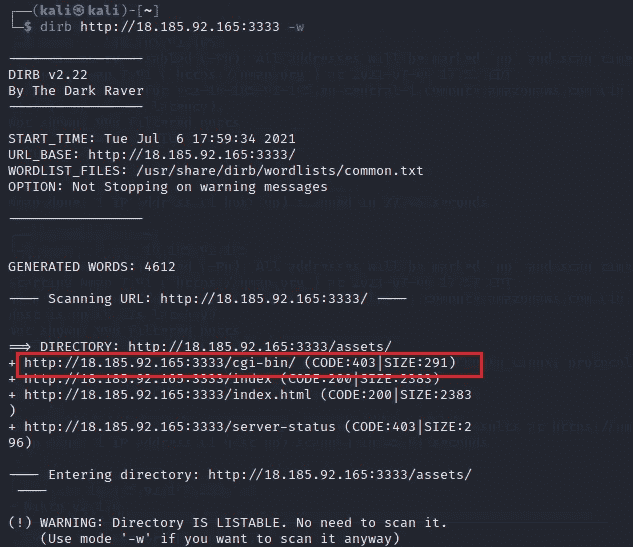 (kali㉿kali)-[~]
$ dirb http://18.185.92.165:3333 -w
-----------------
DIRB v2.22
By The Dark Raver
-----------------
START_TIME: Tue Jul  6 17:59:34 2021
URL_BASE: http://18.185.92.165:3333/
WORDLIST_FILES: /usr/share/dirb/wordlists/common.txt
OPTION: Not Stopping on warning messages
-----------------
GENERATED WORDS: 4612
---- Scanning URL: http://18.185.92.165:3333/ ----
==> DIRECTORY: http://18.185.92.165:3333/assets/
+ http://18.185.92.165:3333/cgi-bin/ (CODE:403|SIZE:291)
+ http://18.185.92.165:3333/index (CODE:200|SIZE:2383)
+ http://18.185.92.165:3333/index.html (CODE:200|SIZE:2383
)
+ http://18.185.92.165:3333/server-status (CODE:403|SIZE:2
96)
---- Entering directory: http://18.185.92.165:3333/assets/
----
(!) WARNING: Directory IS LISTABLE. No need to scan it.
(Use mode '-w' if you want to scan it anyway)